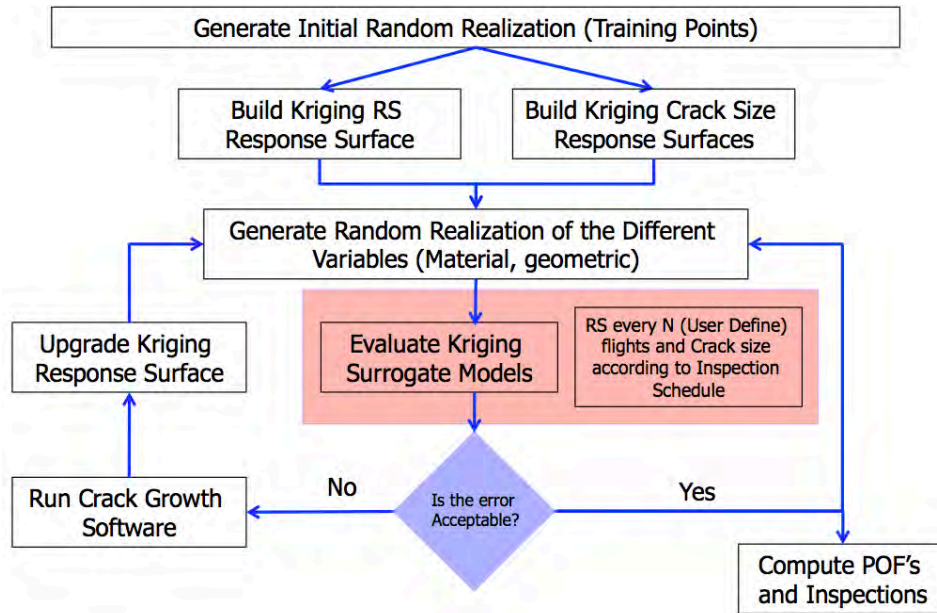 Generate Initial Random Realization (Training Points)
Build Kriging RS
Response Surface
Build Kriging Crack Size
Response Surfaces
Generate Random Realization of the Different
Variables (Material, geometric)
Upgrade Kriging
Response Surface
Evaluate Kriging
Surrogate Models
RS every N (User Define)
flights and Crack size
according to Inspection
Schedule
Run Crack Growth
Software
No
Is the error
Acceptable?
Yes
Compute POF's
and Inspections